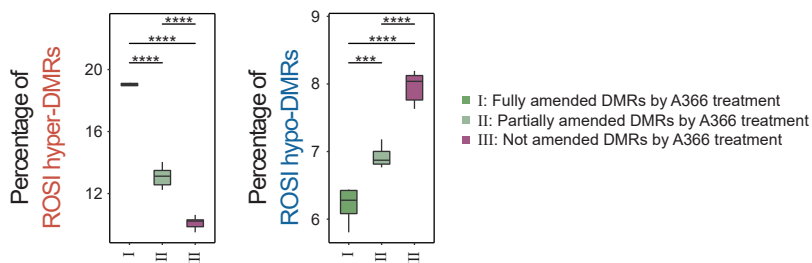 Percentage of
ROSI hyper-DMRs
20
16
12
****
****
****
I
II
III
Percentage of
ROSI hypo-DMRs
9
8
7
6
****
****
***
I
II
III
I: Fully amended DMRs by A366 treatment
II: Partially amended DMRs by A366 treatment
III: Not amended DMRs by A366 treatment